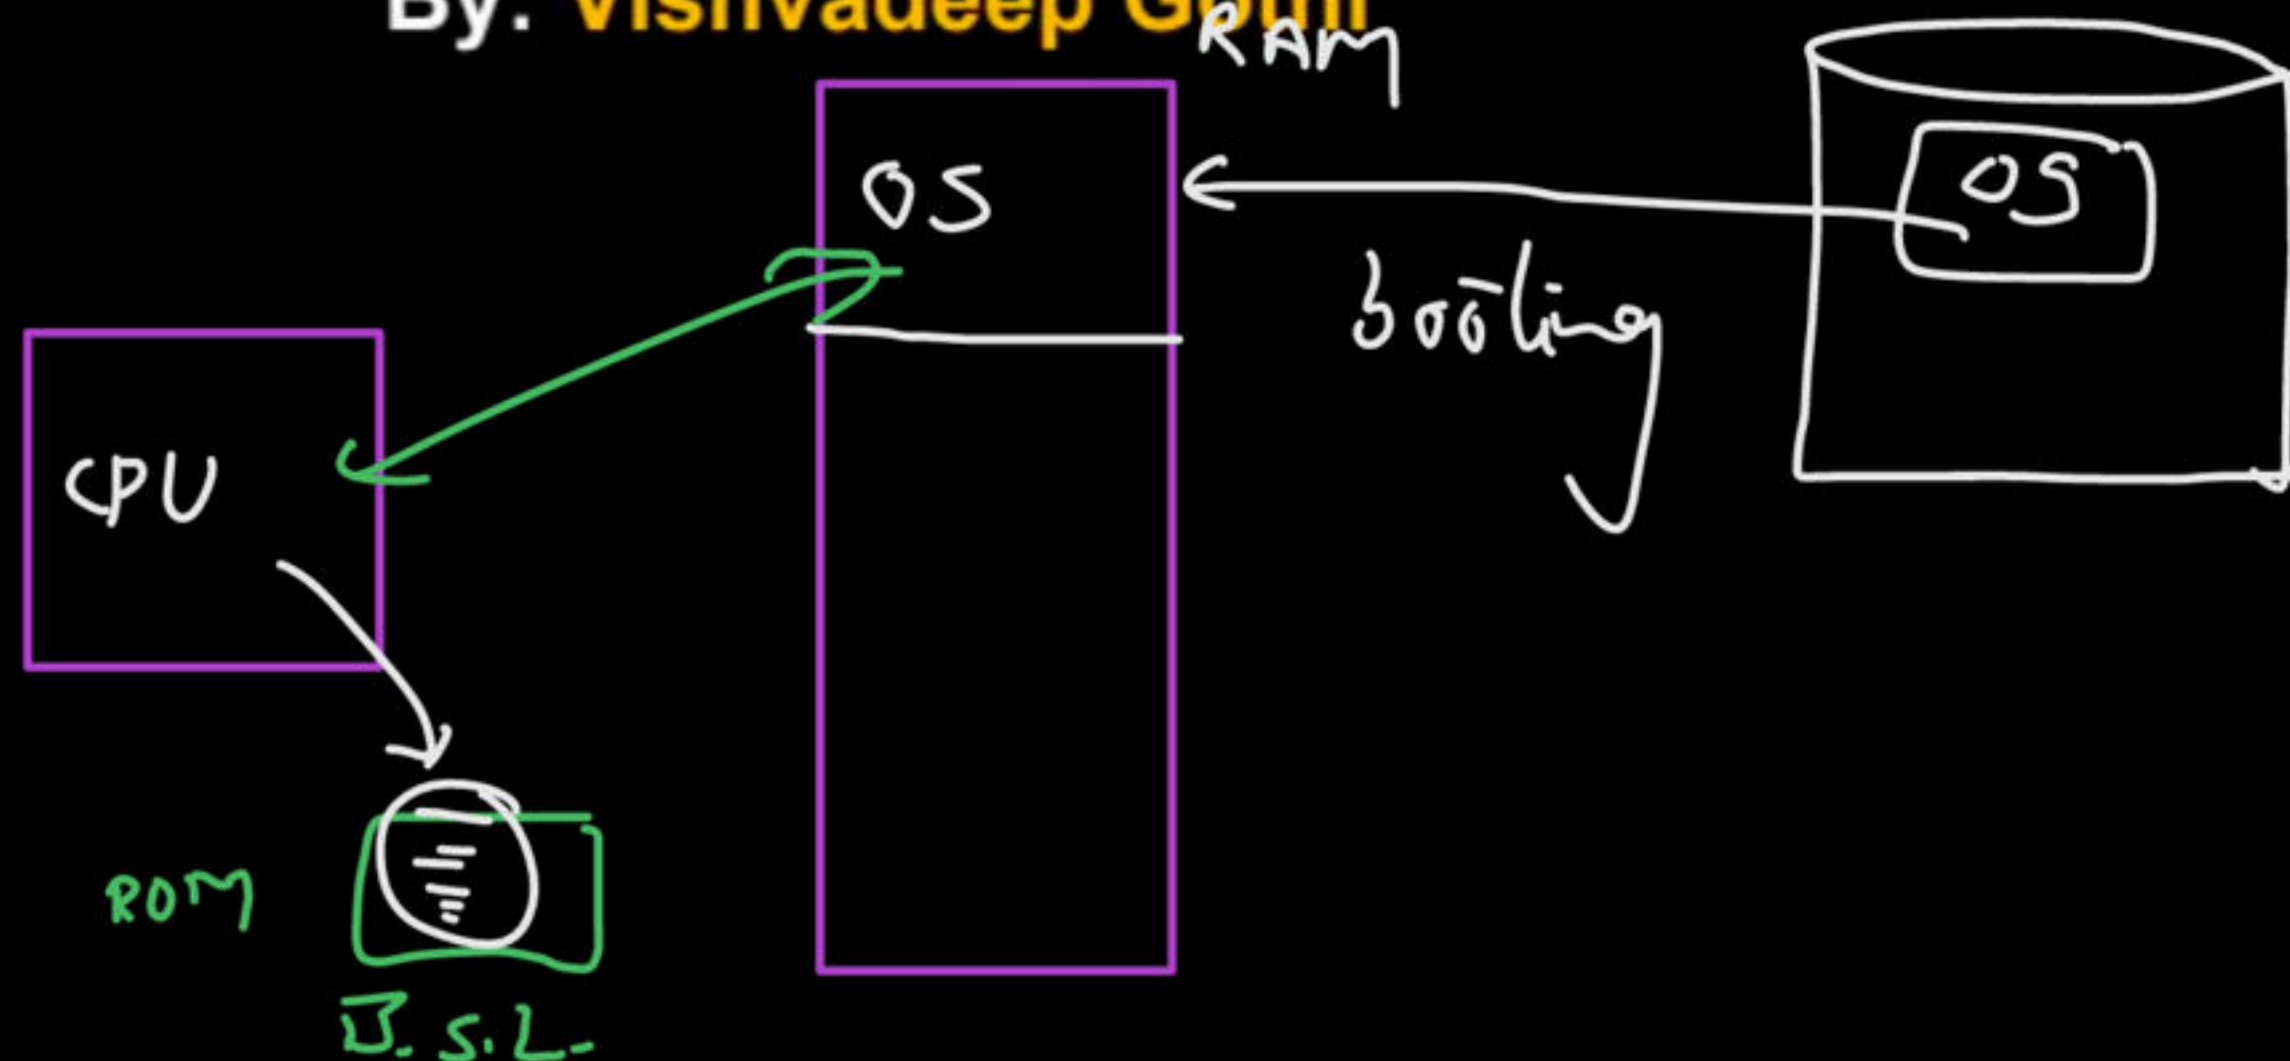 By: Vishvadeep Gothi
RAM
OS
OS
booting
CPU
ROM
B.S.L.